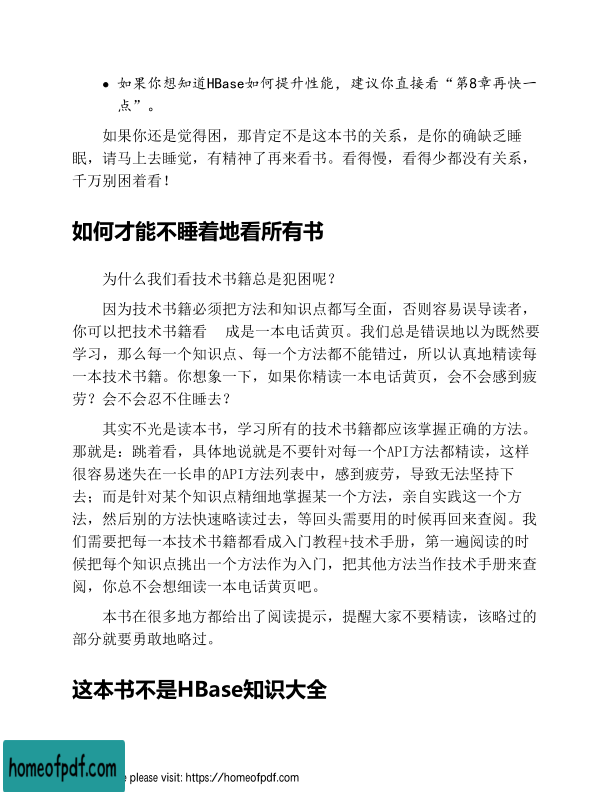 • 如果你想知道HBase如何提升性能，建议你直接看“第8章再快一
点”。
如果你还是觉得困，那肯定不是这本书的关系，是你的确缺乏睡
眠，请马上去睡觉，有精神了再来看书。看得慢，看得少都没有关系，
千万别困着看！
如何才能不睡着地看所有书
为什么我们看技术书籍总是犯困呢？
因为技术书籍必须把方法和知识点都写全面，否则容易误导读者，
你可以把技术书籍看 成是一本电话黄页。我们总是错误地以为既然要
学习，那么每一个知识点、每一个方法都不能错过，所以认真地精读每
一本技术书籍。你想象一下，如果你精读一本电话黄页，会不会感到疲
劳？会不会忍不住睡去？
其实不光是读本书，学习所有的技术书籍都应该掌握正确的方法。
那就是：跳着看，具体地说就是不要针对每一个API方法都精读，这样
很容易迷失在一长串的API方法列表中，感到疲劳，导致无法坚持下
去；而是针对某个知识点精细地掌握某一个方法，亲自实践这一个方
法，然后别的方法快速略读过去，等回头需要用的时候再回来查阅。我
们需要把每一本技术书籍都看成入门教程+技术手册，第一遍阅读的时
候把每个知识点挑出一个方法作为入门，把其他方法当作技术手册来查
阅，你总不会想细读一本电话黄页吧。
本书在很多地方都给出了阅读提示，提醒大家不要精读，该略过的
部分就要勇敢地略过。
这本书不是HBase知识大全
homeofpdf.com
e please visit: https://homeofpdf.com